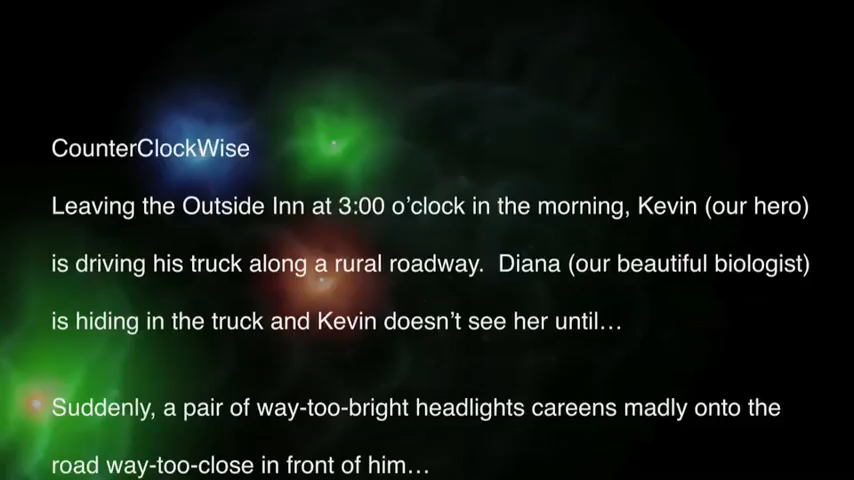 CounterClockWise
Leaving the Outside Inn at 3:00 o’clock in the morning, Kevin (our hero)
is driving his truck along a rural roadway.  Diana (our beautiful biologist)
is hiding in the truck and Kevin doesn’t see her until…
Suddenly, a pair of way-too-bright headlights careens madly onto the
road way-too-close in front of him…